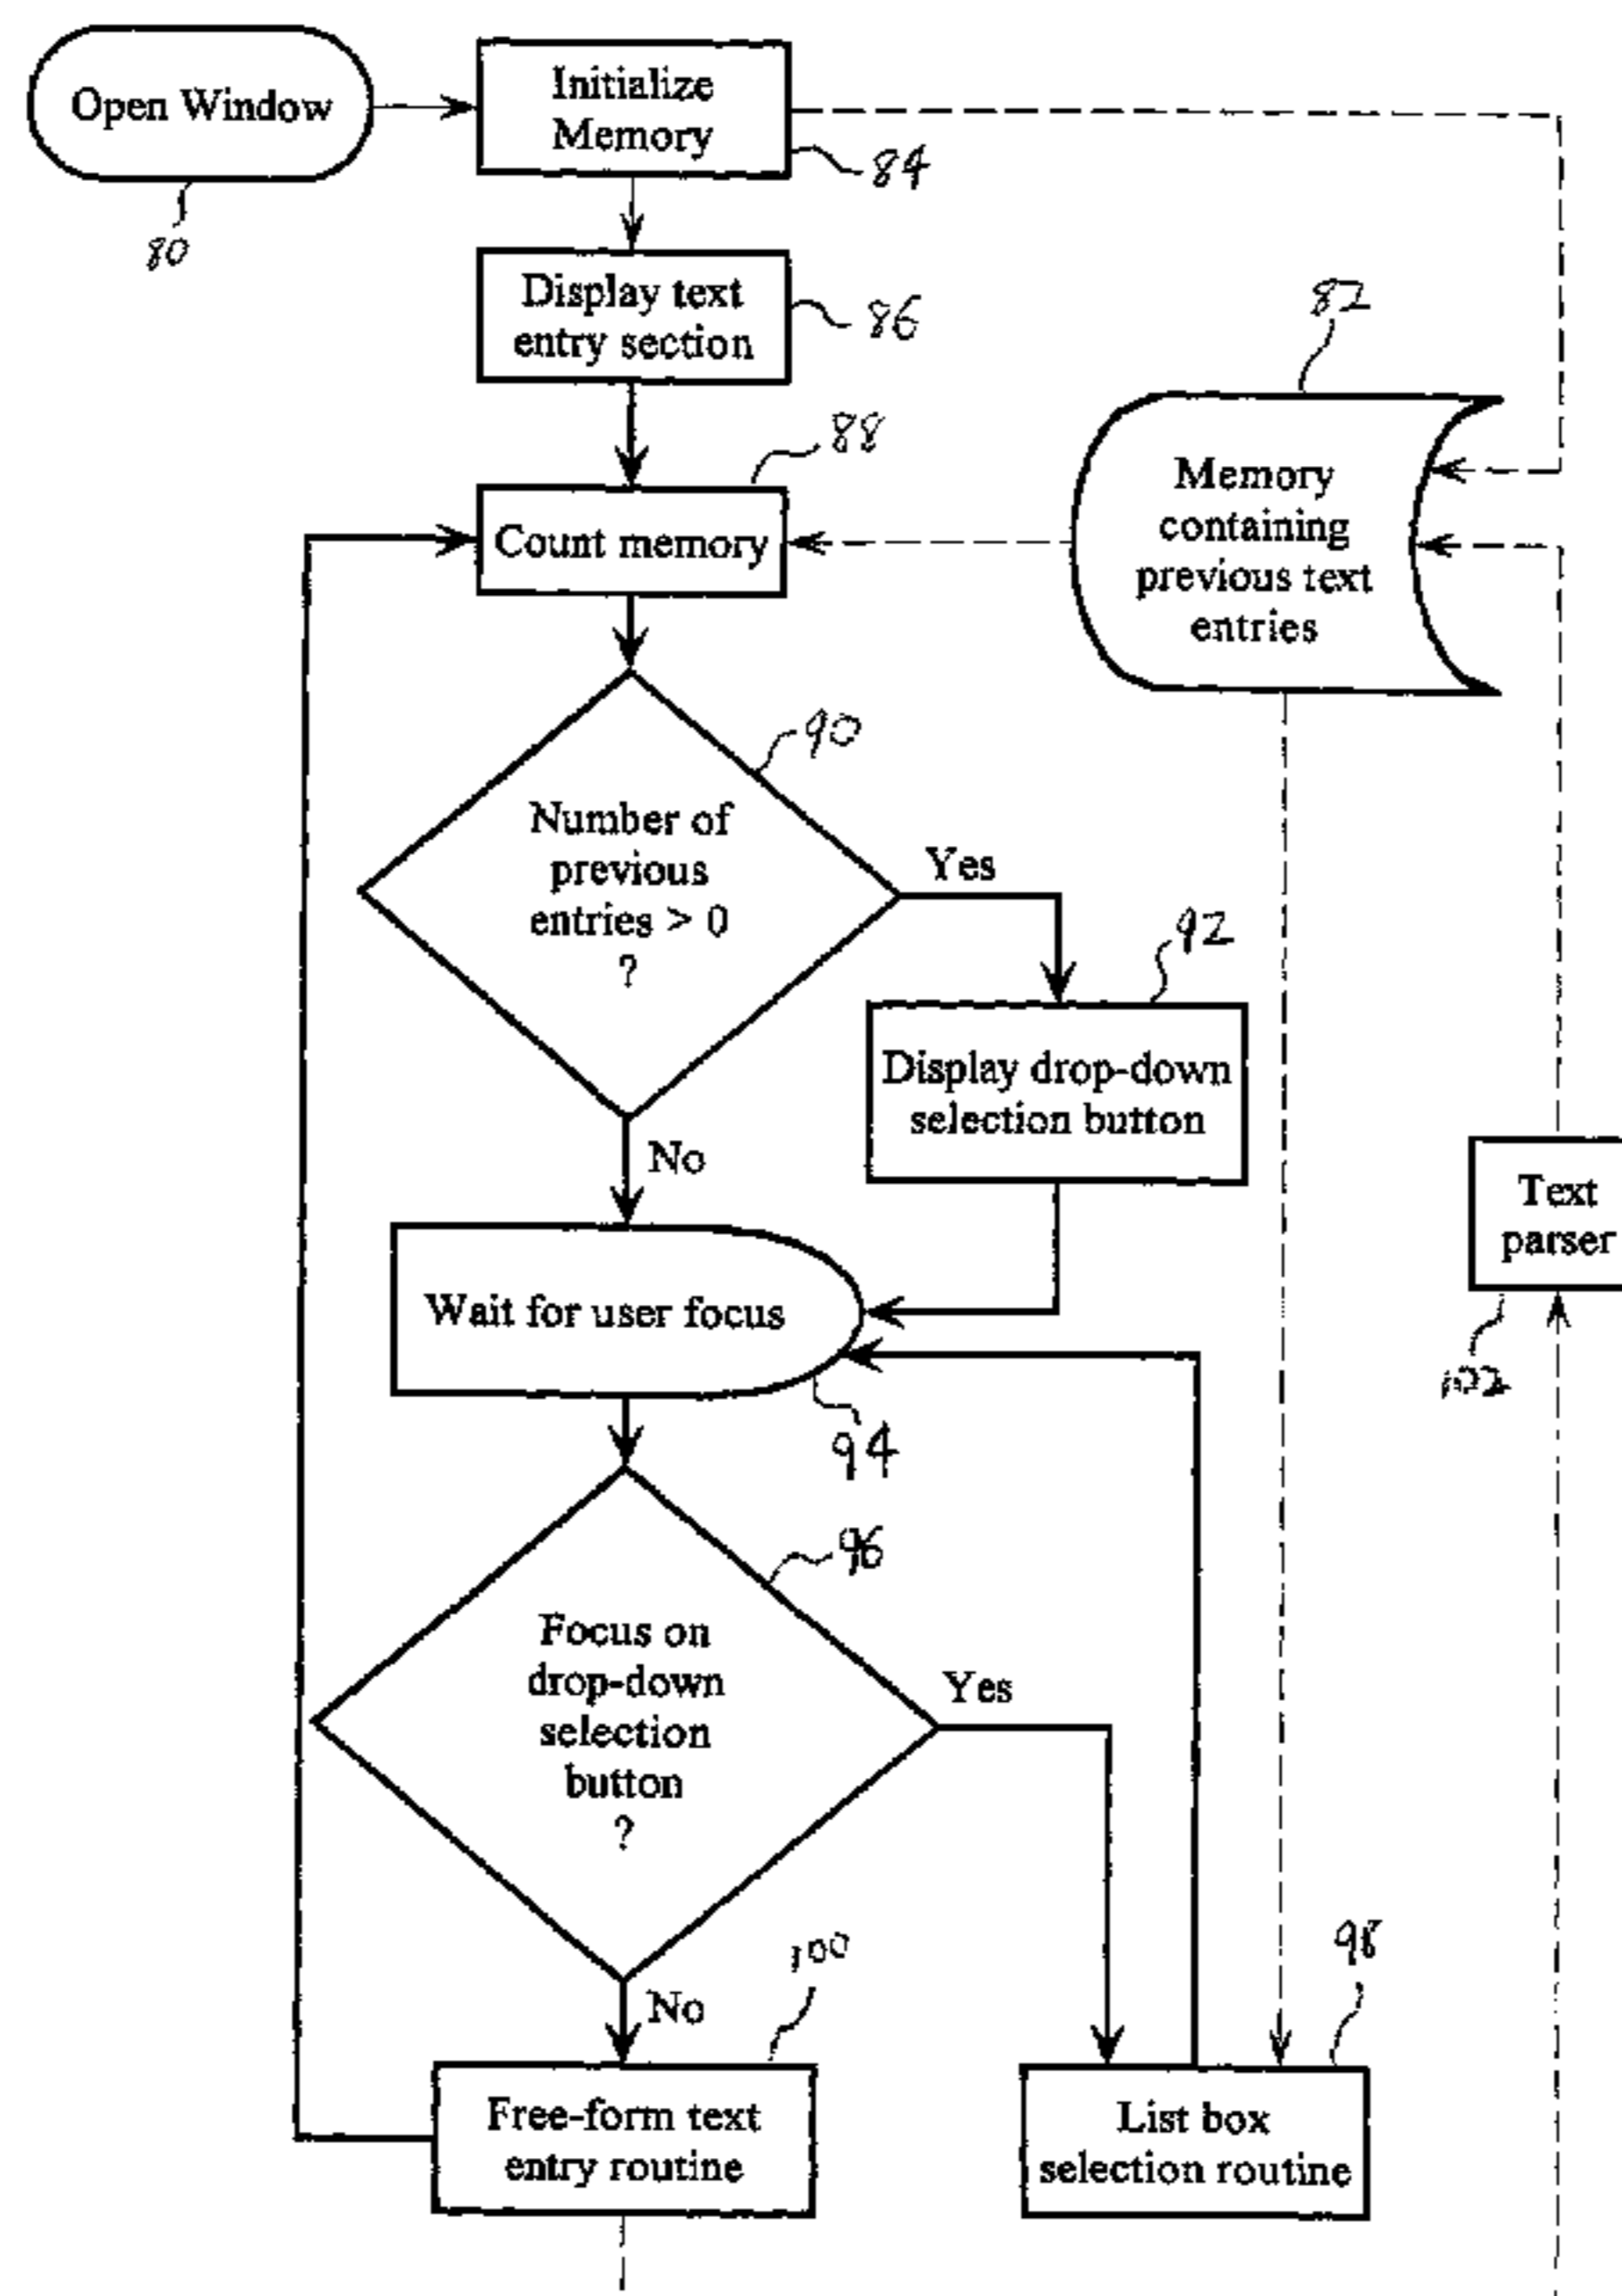 Open Window
80
Initialize
Memory
84
Display text
entry section
86
82
88
Count memory
Memory
containing
previous text
entries
90
Number of
previous
entries > 0
?
Yes
92
Display drop-down
selection button
No
Text
parser
102
Wait for user focus
94
96
Focus on
drop-down
selection
button
?
Yes
No
100
98
Free-form text
entry routine
List box
selection routine